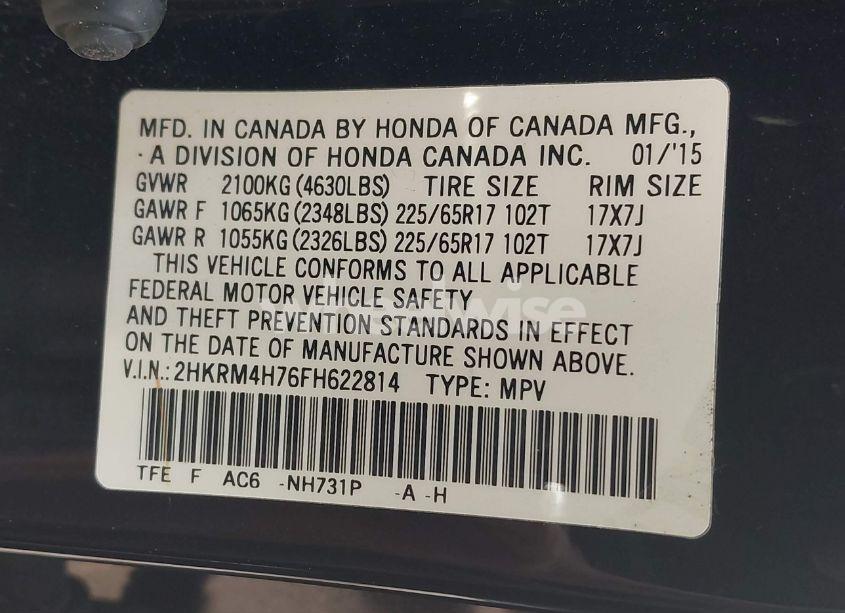 MFD. IN CANADA BY HONDA OF CANADA MFG.,
· A DIVISION OF HONDA CANADA INC. 01/'15
GVWR 2100KG (4630LBS) TIRE SIZE RIM SIZE
GAWR F 1065KG (2348LBS) 225/65R17 102T 17X7J
GAWR R 1055KG (2326LBS) 225/65R17 102T 17X7J
THIS VEHICLE CONFORMS TO ALL APPLICABLE
FEDERAL MOTOR VEHICLE SAFETY
AND THEFT PREVENTION STANDARDS IN EFFECT
ON THE DATE OF MANUFACTURE SHOWN ABOVE.
V.I.N.: 2HKRM4H76FH622814 TYPE: MPV
TFE F AC6 -NH731P -A -H